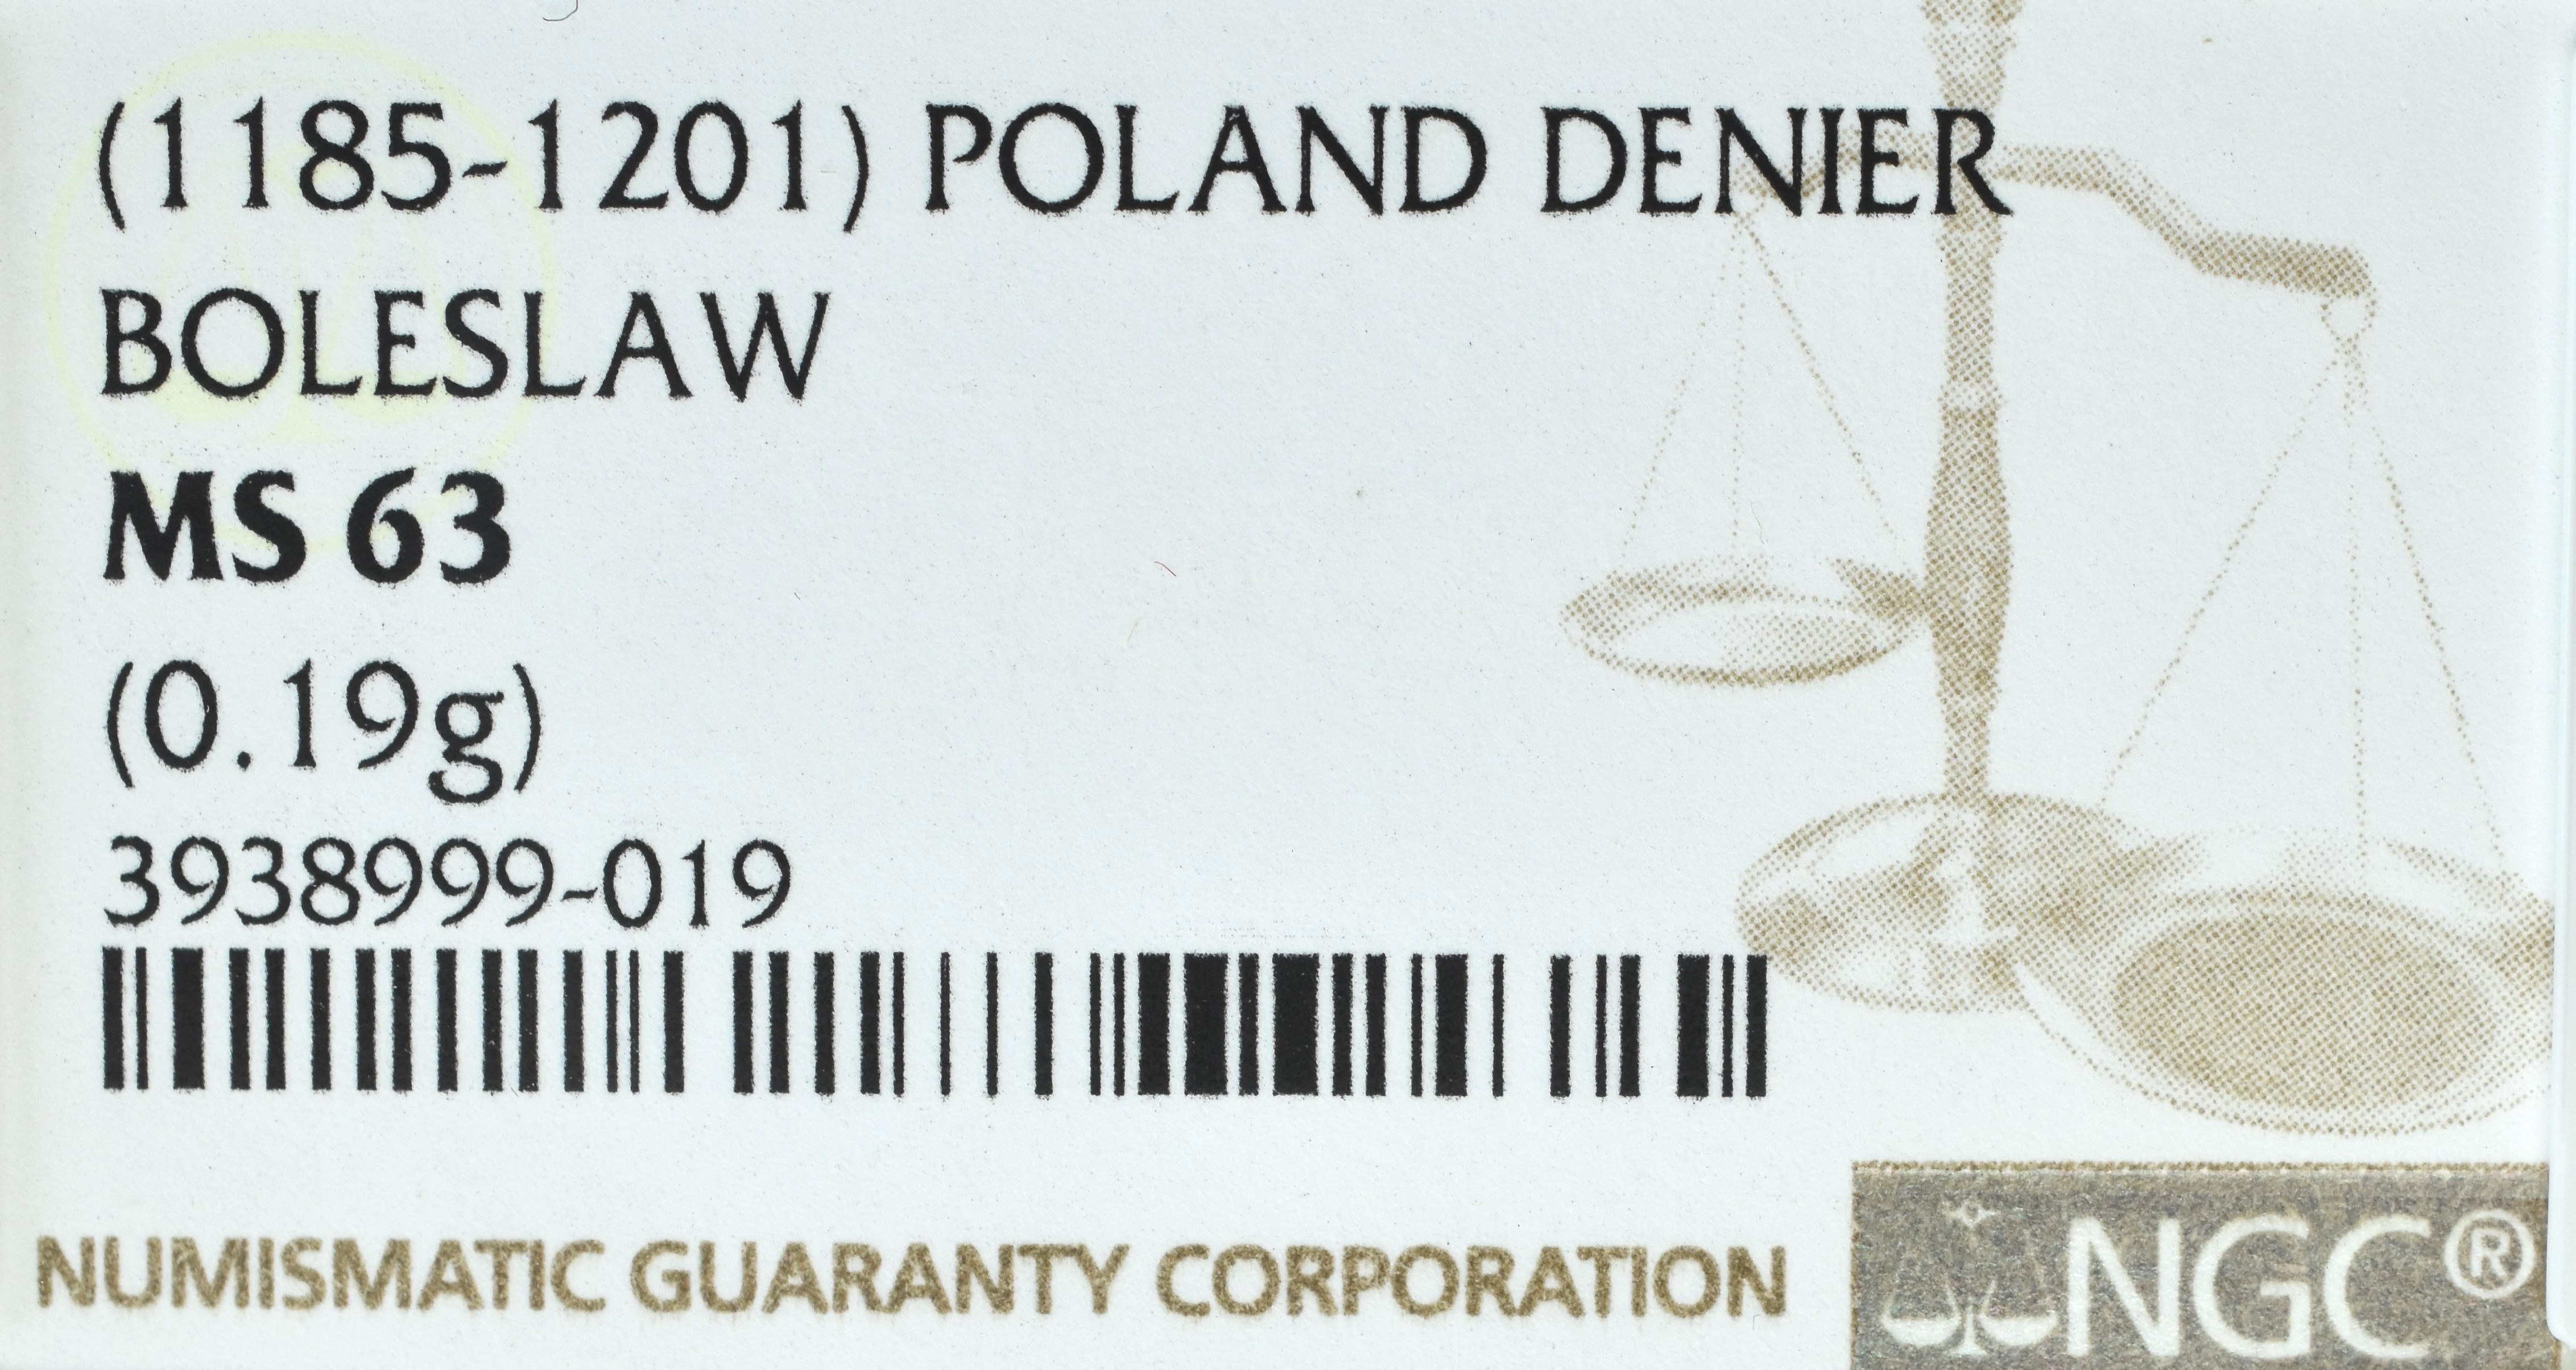 (1185-1201) POLAND DENIER
BOLESLAW
MS 63
(0.19g)
3938999-019
NUMISMATIC GUARANTY CORPORATION
NGC®